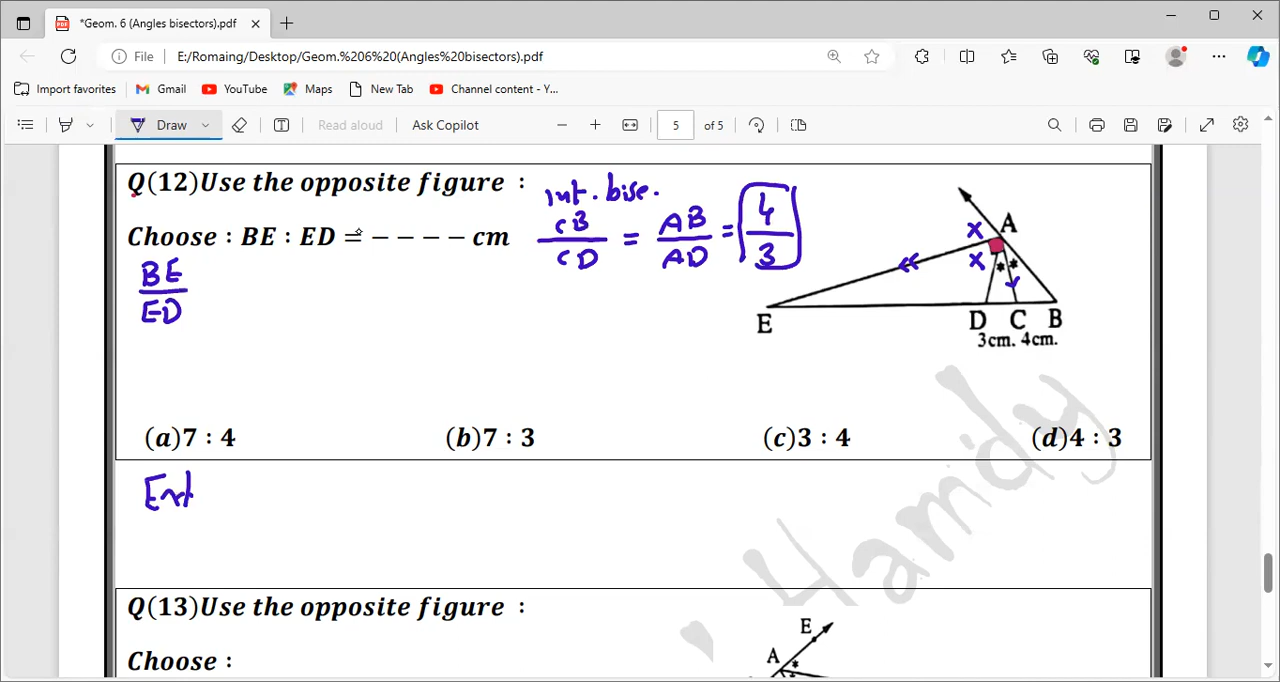 *Geom. 6 (Angles bisectors).pdf
File E:/Romaing/Desktop/Geom.%206%20(Angles%20bisectors).pdf
Import favorites Gmail YouTube Maps New Tab Channel content - Y...
Draw Read aloud Ask Copilot 5 of 5
Q(12)Use the opposite figure :
Int. bise.
Choose : BE : ED = − − − − cm
CB/CD = AB/AD = 4/3
BE/ED
A
x
x
* *
E D C B
3cm. 4cm.
(a)7 : 4 (b)7 : 3 (c)3 : 4 (d)4 : 3
Ext
Hamdy
Q(13)Use the opposite figure :
E
Choose :
A *